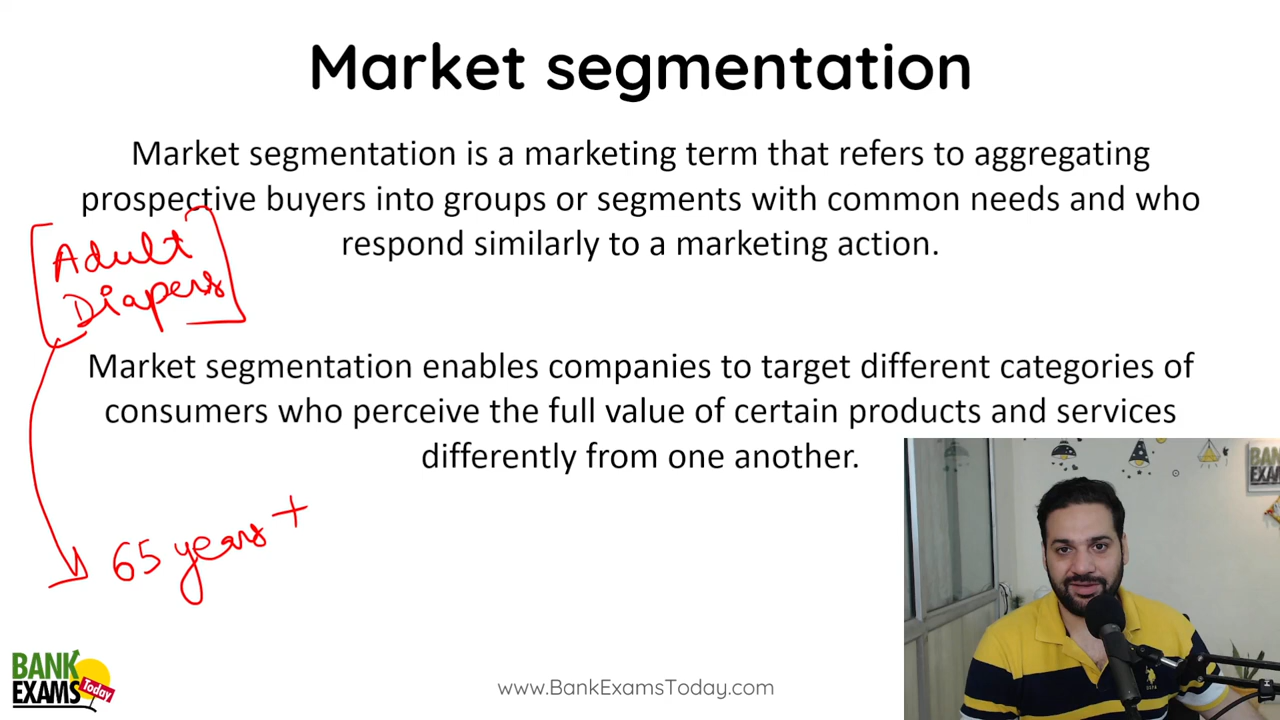 Market segmentation
Market segmentation is a marketing term that refers to aggregating
prospective buyers into groups or segments with common needs and who
respond similarly to a marketing action.
Adult
Diapers
Market segmentation enables companies to target different categories of
consumers who perceive the full value of certain products and services
differently from one another.
65 years +
BANK
EXAMS
Today
www.BankExamsToday.com
BANK
EXAMS